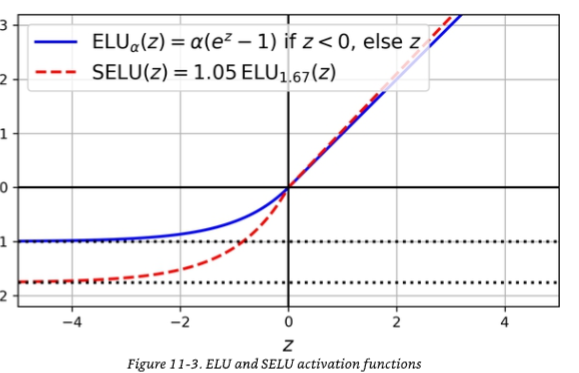 ELUα(z) = α(e^z − 1) if z < 0, else z
SELU(z) = 1.05 ELU1.67(z)
3
2
1
0
1
2
−4 −2 0 2 4
z
Figure 11-3. ELU and SELU activation functions